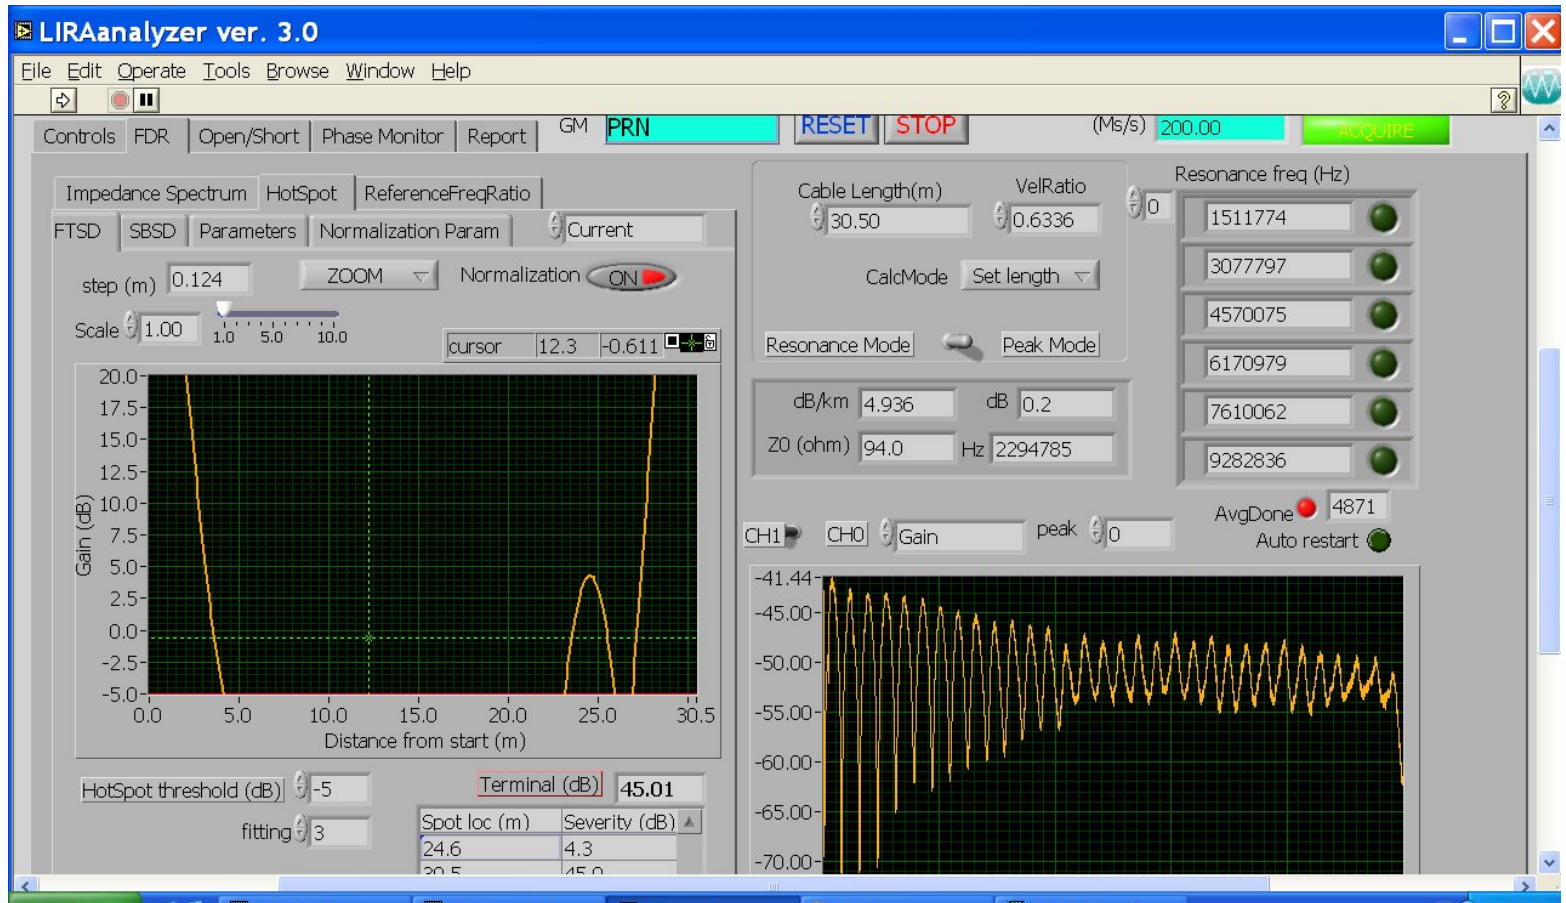 LIRAanalyzer ver. 3.0
File Edit Operate Tools Browse Window Help
Controls FDR Open/Short Phase Monitor Report GM PRN RESET STOP (Ms/s) 200.00 ACQUIRE
Impedance Spectrum HotSpot ReferenceFreqRatio
FTSD SBSD Parameters Normalization Param Current
step (m) 0.124 ZOOM Normalization ON
Scale 1.00 1.0 5.0 10.0
cursor 12.3 -0.611
20.0
17.5
15.0
12.5
10.0
7.5
5.0
2.5
0.0
-2.5
-5.0
Gain (dB)
0.0 5.0 10.0 15.0 20.0 25.0 30.5
Distance from start (m)
HotSpot threshold (dB) -5
fitting 3
Terminal (dB) 45.01
Spot loc (m) Severity (dB)
24.6 4.3
30.5 45.0
Cable Length(m) VelRatio
30.50 0.6336 0
CalcMode Set length
Resonance Mode Peak Mode
dB/km 4.936 dB 0.2
Z0 (ohm) 94.0 Hz 2294785
Resonance freq (Hz)
1511774
3077797
4570075
6170979
7610062
9282836
AvgDone 4871
Auto restart
CH1 CH0 Gain peak 0
-41.44
-45.00
-50.00
-55.00
-60.00
-65.00
-70.00